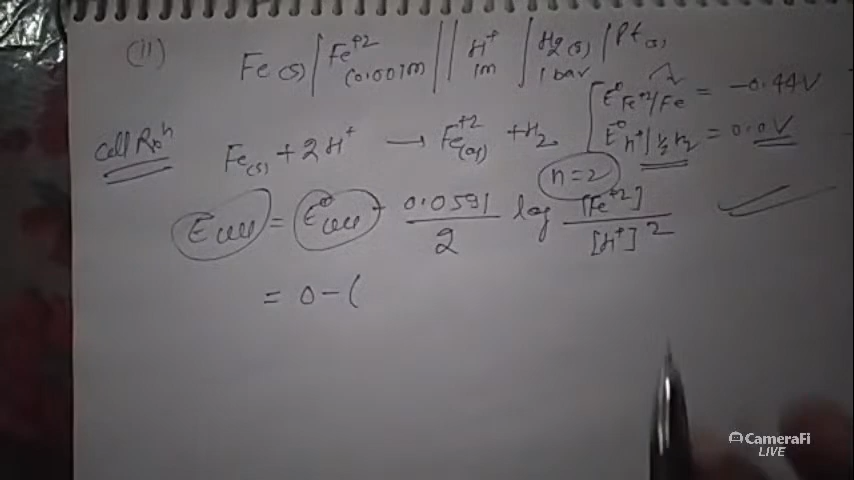 (11) Fe(s) | Fe+2 (0.001m) || H+ 1m | H2(g) 1 bar | Pt(s)
E° Fe+2/Fe = -0.44V
Cell Rxn Fe(s) + 2H+ → Fe+2(aq) + H2
E° H+/½H2 = 0.0V
n=2
Ecell = E°cell - 0.0591/2 log [Fe+2]/[H+]2
= 0-(
CameraFi
LIVE